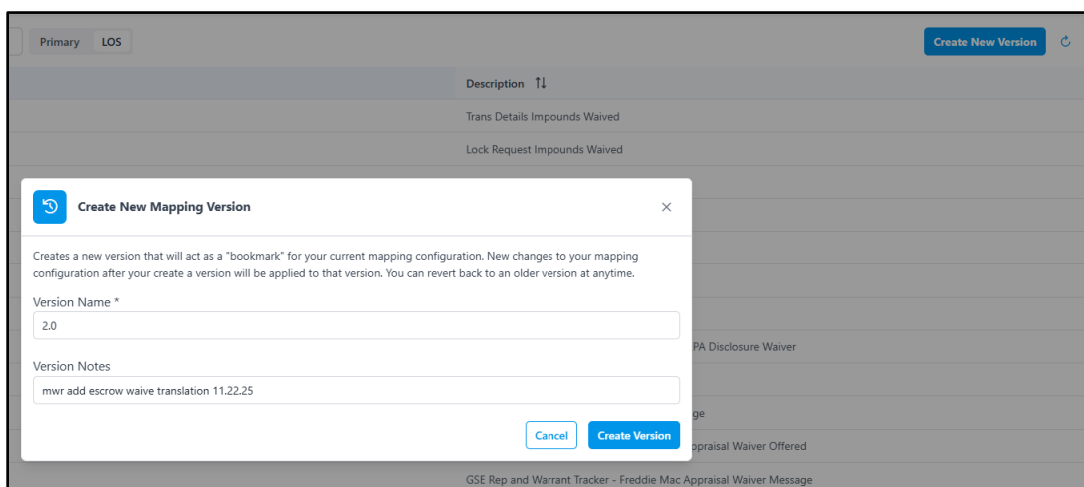 Primary LOS Create New Version
Description
Trans Details Impounds Waived
Lock Request Impounds Waived
Create New Mapping Version
Creates a new version that will act as a "bookmark" for your current mapping configuration. New changes to your mapping
configuration after your create a version will be applied to that version. You can revert back to an older version at anytime.
Version Name *
2.0
PA Disclosure Waiver
Version Notes
mwr add escrow waive translation 11.22.25
ge
Cancel Create Version
ppraisal Waiver Offered
GSE Rep and Warrant Tracker - Freddie Mac Appraisal Waiver Message